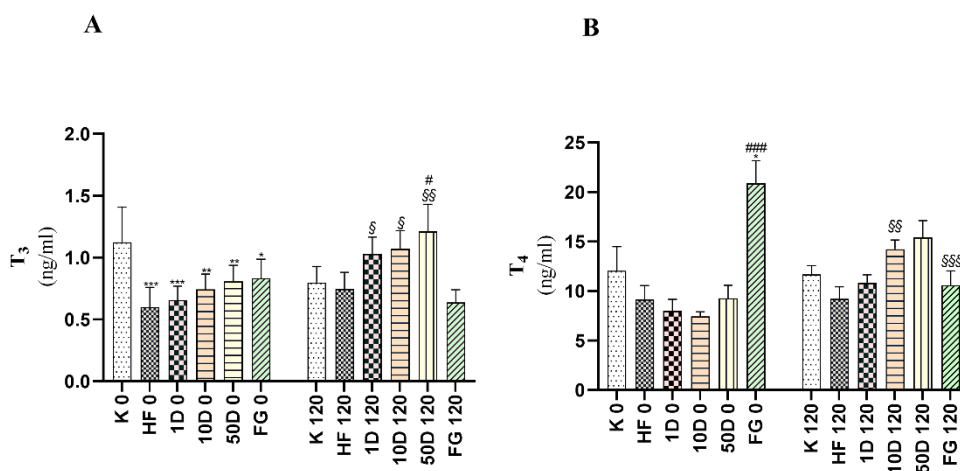 A
B
T3
(ng/ml)
2.0
1.5
1.0
0.5
0.0
***
***
**
**
*
§
§
#
§§
K 0
HF 0
1D 0
10D 0
50D 0
FG 0
K 120
HF 120
1D 120
10D 120
50D 120
FG 120
T4
(ng/ml)
25
20
15
10
5
0
###
*
§§
§§§
K 0
HF 0
1D 0
10D 0
50D 0
FG 0
K 120
HF 120
1D 120
10D 120
50D 120
FG 120